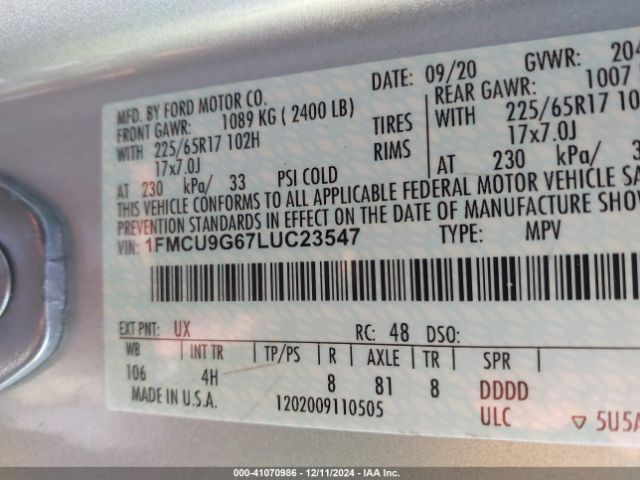 MFD. BY FORD MOTOR CO. DATE: 09/20 GVWR: 204
FRONT GAWR: 1089 KG ( 2400 LB) REAR GAWR: 1007
WITH 225/65R17 102H TIRES WITH 225/65R17 102
17x7.0J RIMS 17x7.0J
AT 230 kPa/ 33 PSI COLD AT 230 kPa/ 3
THIS VEHICLE CONFORMS TO ALL APPLICABLE FEDERAL MOTOR VEHICLE SA
PREVENTION STANDARDS IN EFFECT ON THE DATE OF MANUFACTURE SHOW
VIN: 1FMCU9G67LUC23547 TYPE: MPV
EXT PNT: UX RC: 48 DSO:
WB INT TR TP/PS R AXLE TR SPR
106 4H 8 81 8 DDDD
MADE IN U.S.A. 1202009110505 ULC ▽ 5U5A
000-41070986 - 12/11/2024 - IAA Inc.